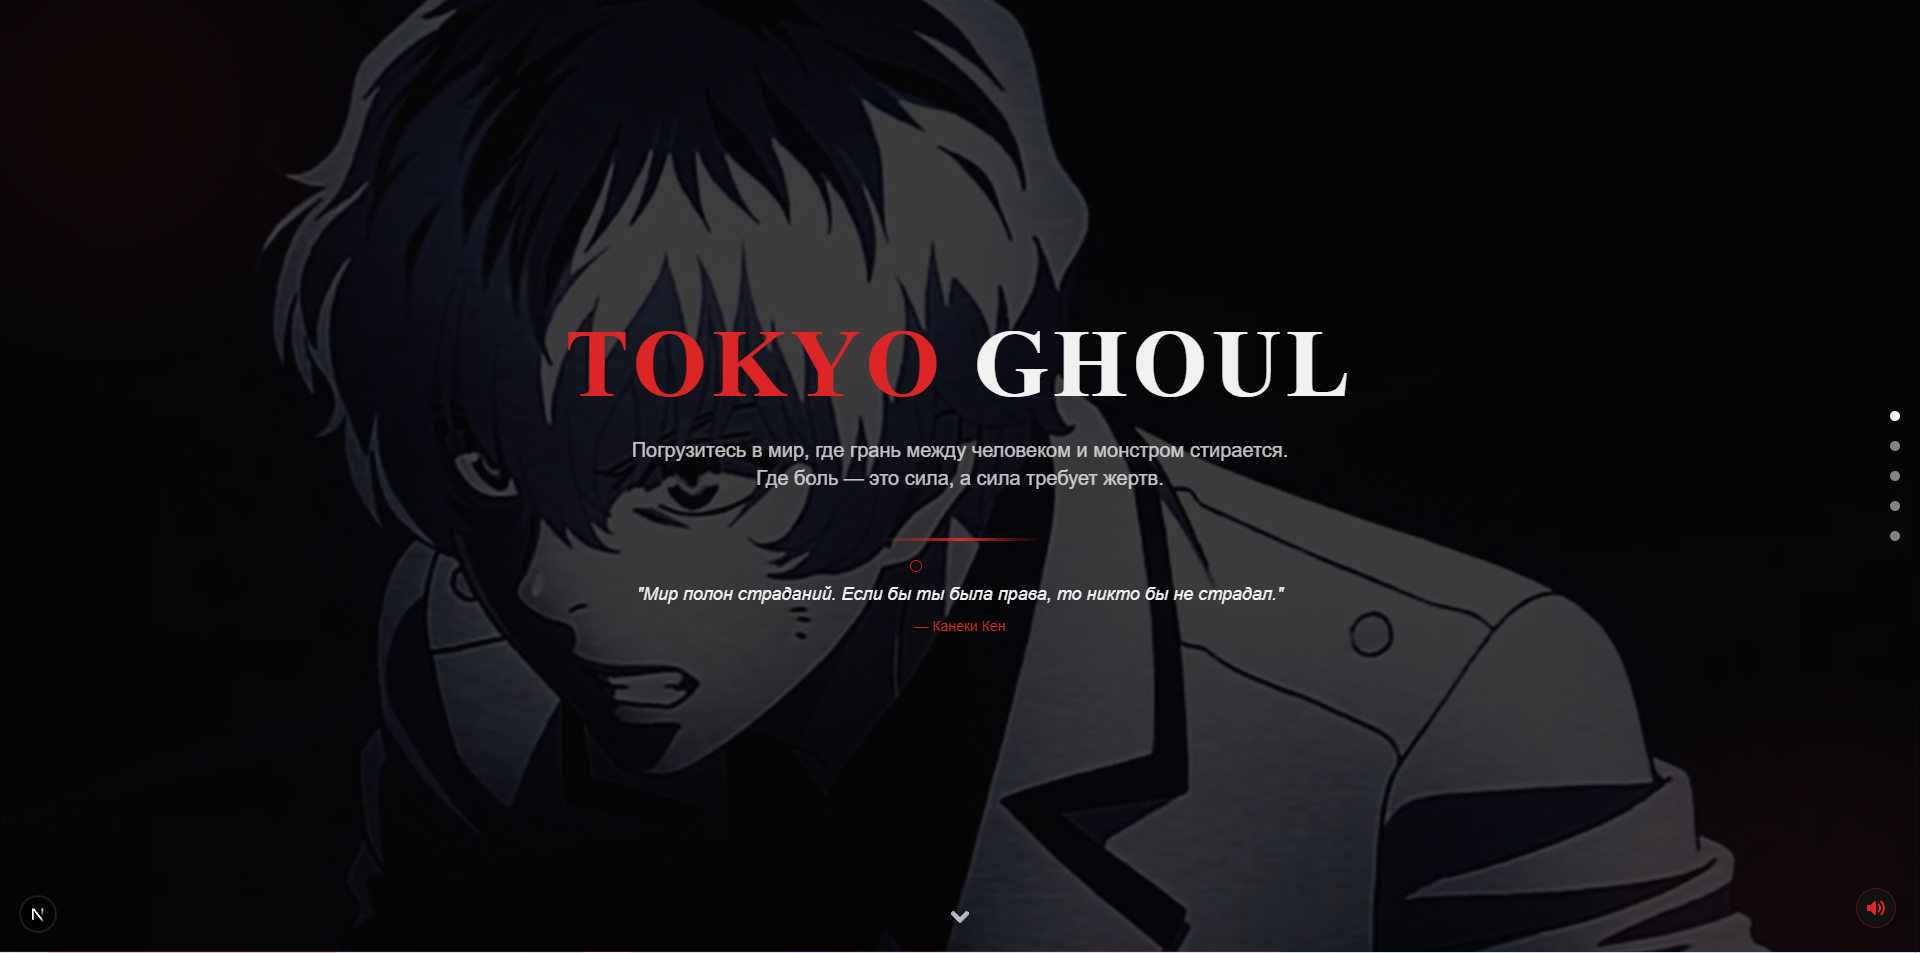 TOKYO GHOUL
Погрузитесь в мир, где грань между человеком и монстром стирается.
Где боль — это сила, а сила требует жертв.
"Мир полон страданий. Если бы ты была права, то никто бы не страдал."
— Канеки Кен
N